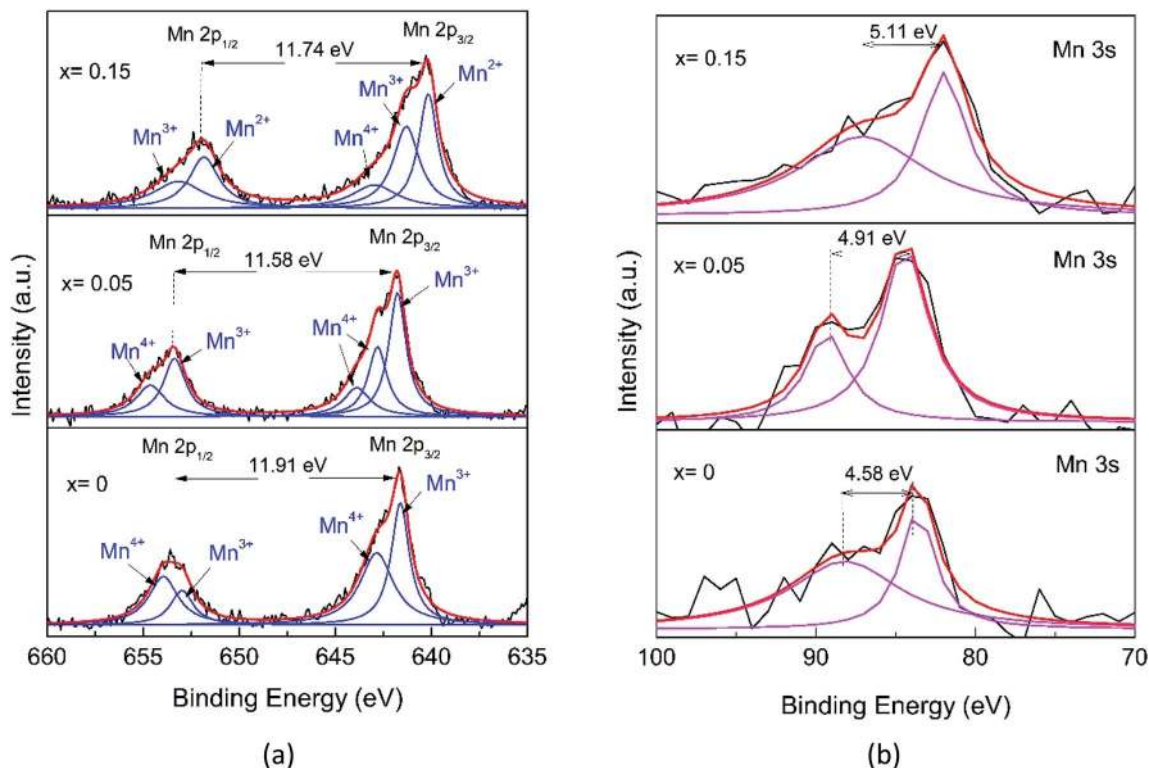 Mn 2p1/2
Mn 2p3/2
11.74 eV
x= 0.15
Mn3+
Mn2+
Mn3+
Mn2+
Mn4+
Mn 2p1/2
Mn 2p3/2
11.58 eV
x= 0.05
Mn3+
Mn4+
Mn3+
Mn4+
Mn 2p1/2
Mn 2p3/2
11.91 eV
x= 0
Mn3+
Mn4+
Mn4+
Mn3+
Intensity (a.u.)
660 655 650 645 640 635
Binding Energy (eV)
(a)
5.11 eV
x= 0.15
Mn 3s
4.91 eV
x= 0.05
Mn 3s
4.58 eV
x= 0
Mn 3s
Intensity (a.u.)
100 90 80 70
Binding Energy (eV)
(b)